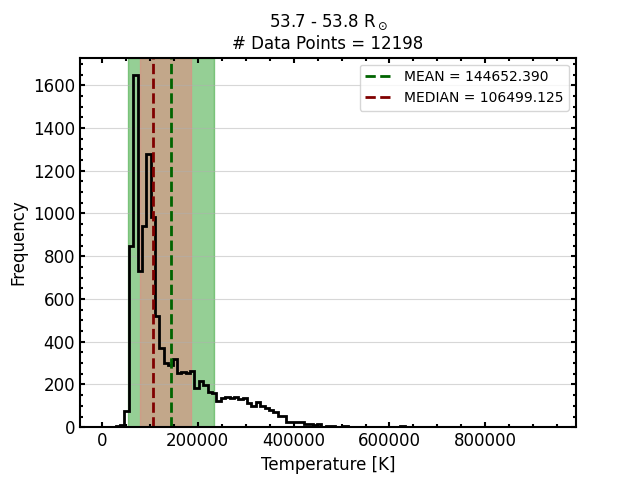 53.7 - 53.8 R⊙
# Data Points = 12198
MEAN = 144652.390
MEDIAN = 106499.125
Frequency
1600
1400
1200
1000
800
600
400
200
0
0 200000 400000 600000 800000
Temperature [K]